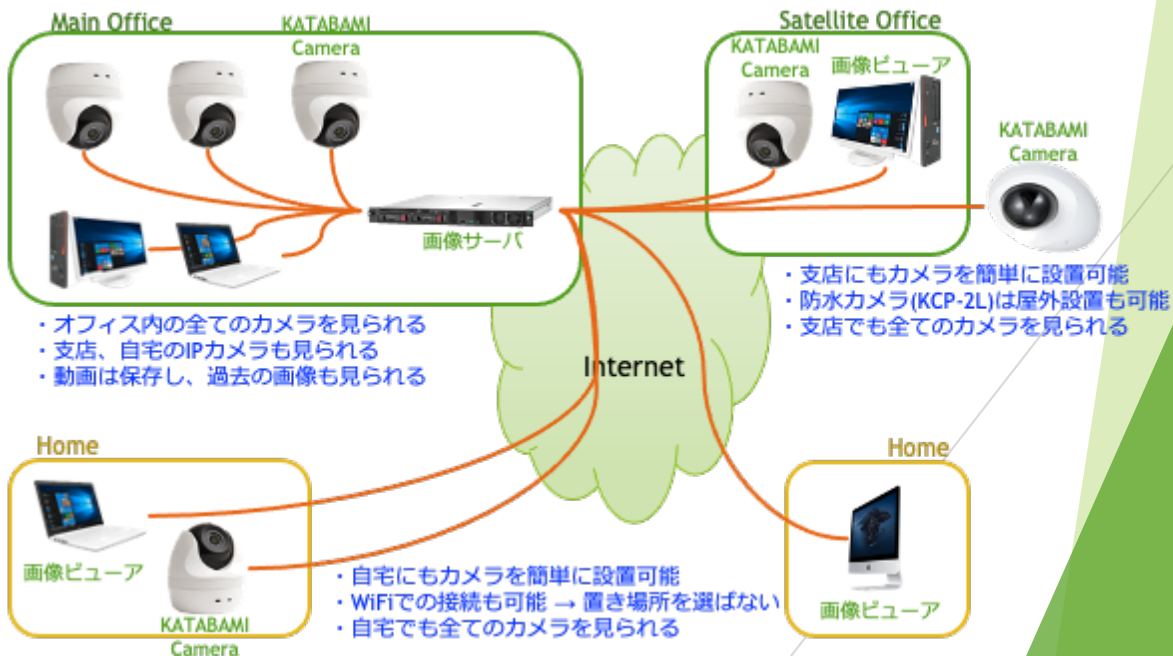 Main Office
KATABAMI
Camera
画像サーバ
・オフィス内の全てのカメラを見られる
・支店、自宅のIPカメラも見られる
・動画は保存し、過去の画像も見られる
Satellite Office
KATABAMI
Camera
画像ビューア
KATABAMI
Camera
・支店にもカメラを簡単に設置可能
・防水カメラ(KCP-2L)は屋外設置も可能
・支店でも全てのカメラを見られる
Internet
Home
画像ビューア
KATABAMI
Camera
・自宅にもカメラを簡単に設置可能
・WiFiでの接続も可能 → 置き場所を選ばない
・自宅でも全てのカメラを見られる
Home
画像ビューア